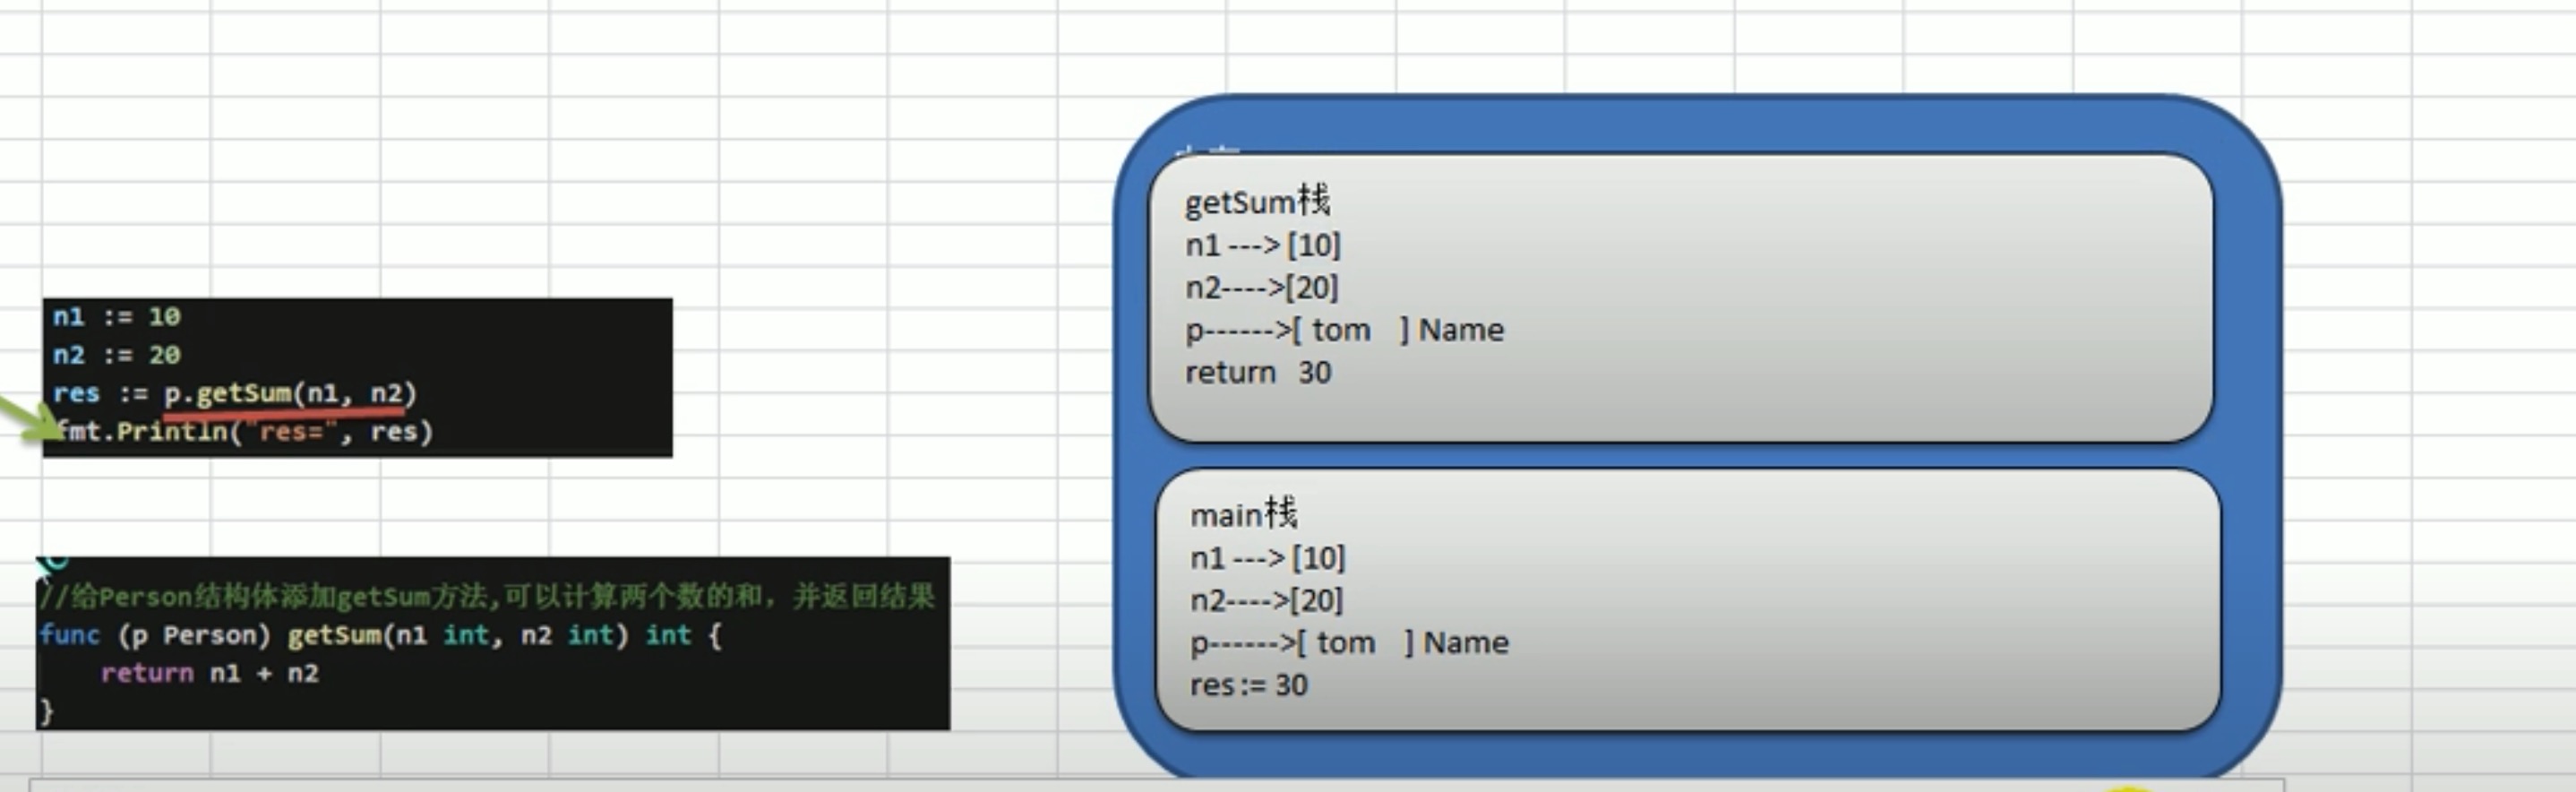 n1 := 10
n2 := 20
res := p.getSum(n1, n2)
fmt.Println("res=", res)
//给Person结构体添加getSum方法,可以计算两个数的和，并返回结果
func (p Person) getSum(n1 int, n2 int) int {
return n1 + n2
}
getSum栈
n1 ---> [10]
n2---->[20]
p------>[ tom ] Name
return 30
main栈
n1 ---> [10]
n2---->[20]
p------>[ tom ] Name
res := 30